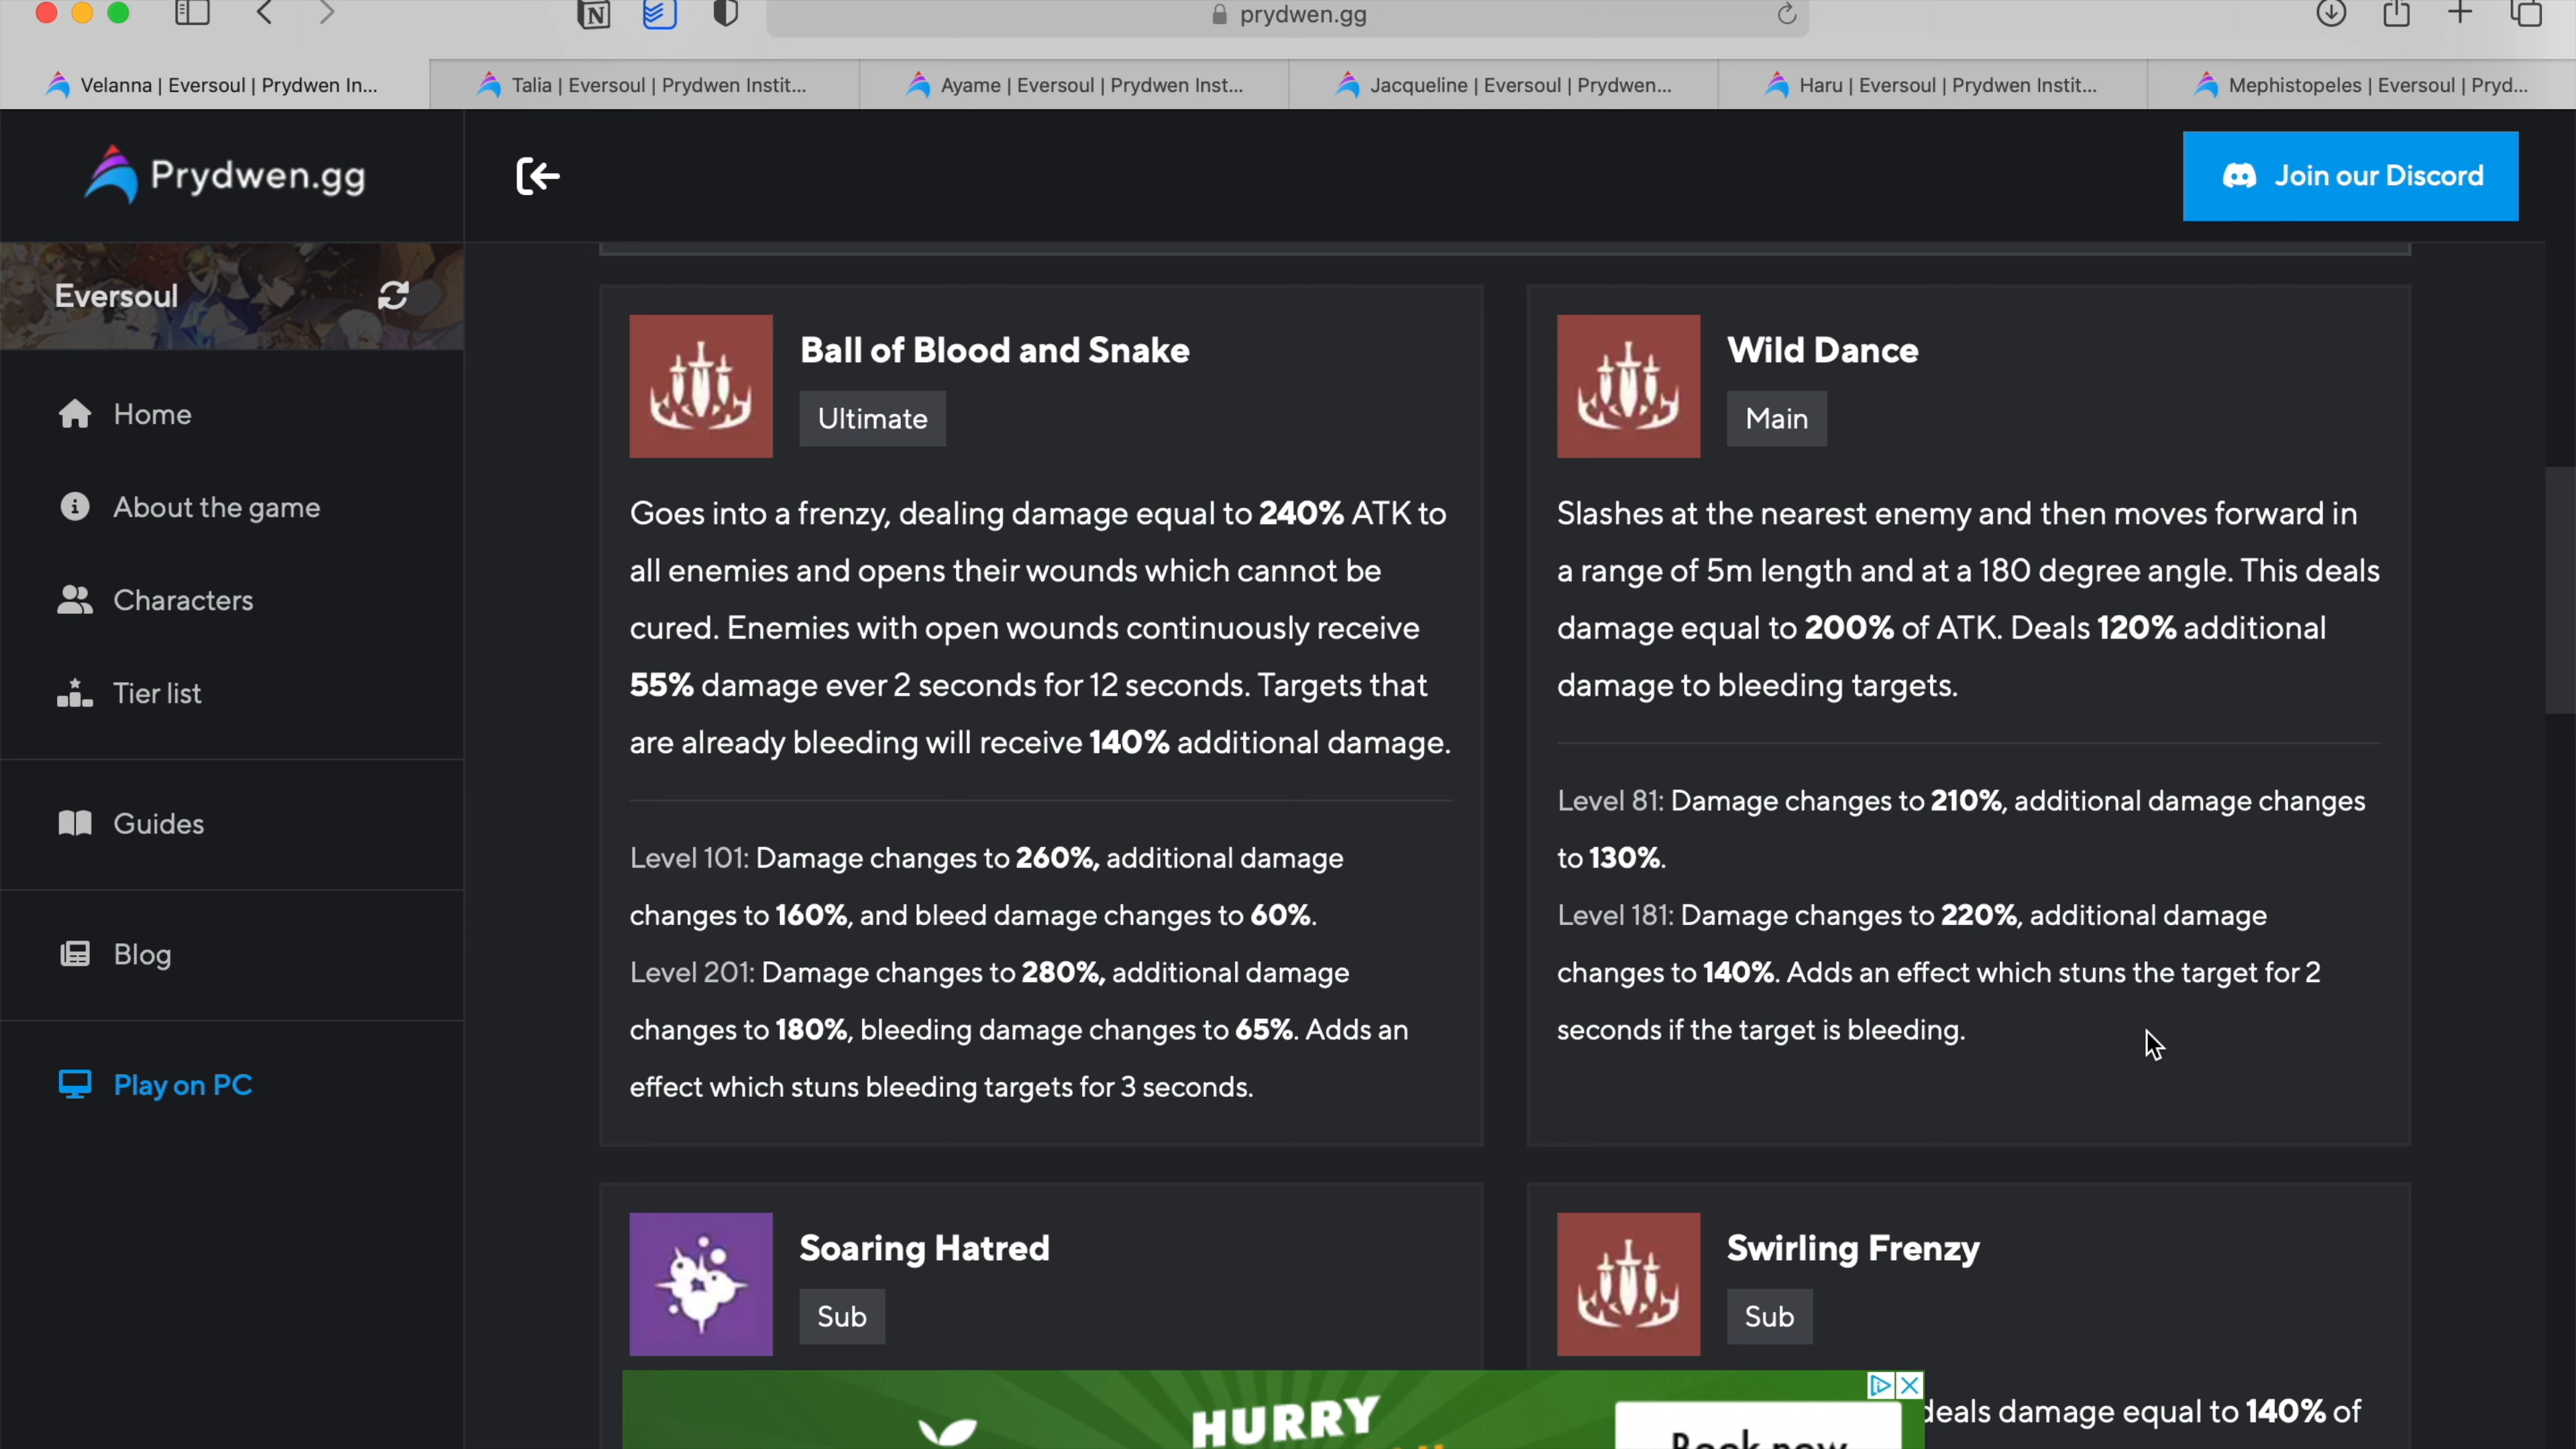 prydwen.gg
Velanna | Eversoul | Prydwen In...
Talia | Eversoul | Prydwen Instit...
Ayame | Eversoul | Prydwen Inst...
Jacqueline | Eversoul | Prydwen...
Haru | Eversoul | Prydwen Instit...
Mephistopeles | Eversoul | Pryd...
Prydwen.gg
Join our Discord
Eversoul
Home
About the game
Characters
Tier list
Guides
Blog
Play on PC
Ball of Blood and Snake
Ultimate
Goes into a frenzy, dealing damage equal to 240% ATK to
all enemies and opens their wounds which cannot be
cured. Enemies with open wounds continuously receive
55% damage ever 2 seconds for 12 seconds. Targets that
are already bleeding will receive 140% additional damage.
Level 101: Damage changes to 260%, additional damage
changes to 160%, and bleed damage changes to 60%.
Level 201: Damage changes to 280%, additional damage
changes to 180%, bleeding damage changes to 65%. Adds an
effect which stuns bleeding targets for 3 seconds.
Wild Dance
Main
Slashes at the nearest enemy and then moves forward in
a range of 5m length and at a 180 degree angle. This deals
damage equal to 200% of ATK. Deals 120% additional
damage to bleeding targets.
Level 81: Damage changes to 210%, additional damage changes
to 130%.
Level 181: Damage changes to 220%, additional damage
changes to 140%. Adds an effect which stuns the target for 2
seconds if the target is bleeding.
Soaring Hatred
Sub
Swirling Frenzy
Sub
deals damage equal to 140% of
HURRY
Book now